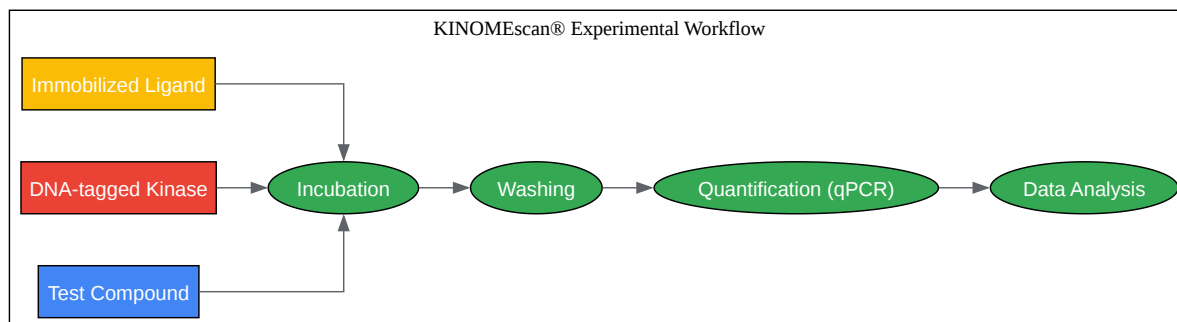 KINOMEscan® Experimental Workflow
Immobilized Ligand
DNA-tagged Kinase
Incubation
Washing
Quantification (qPCR)
Data Analysis
Test Compound